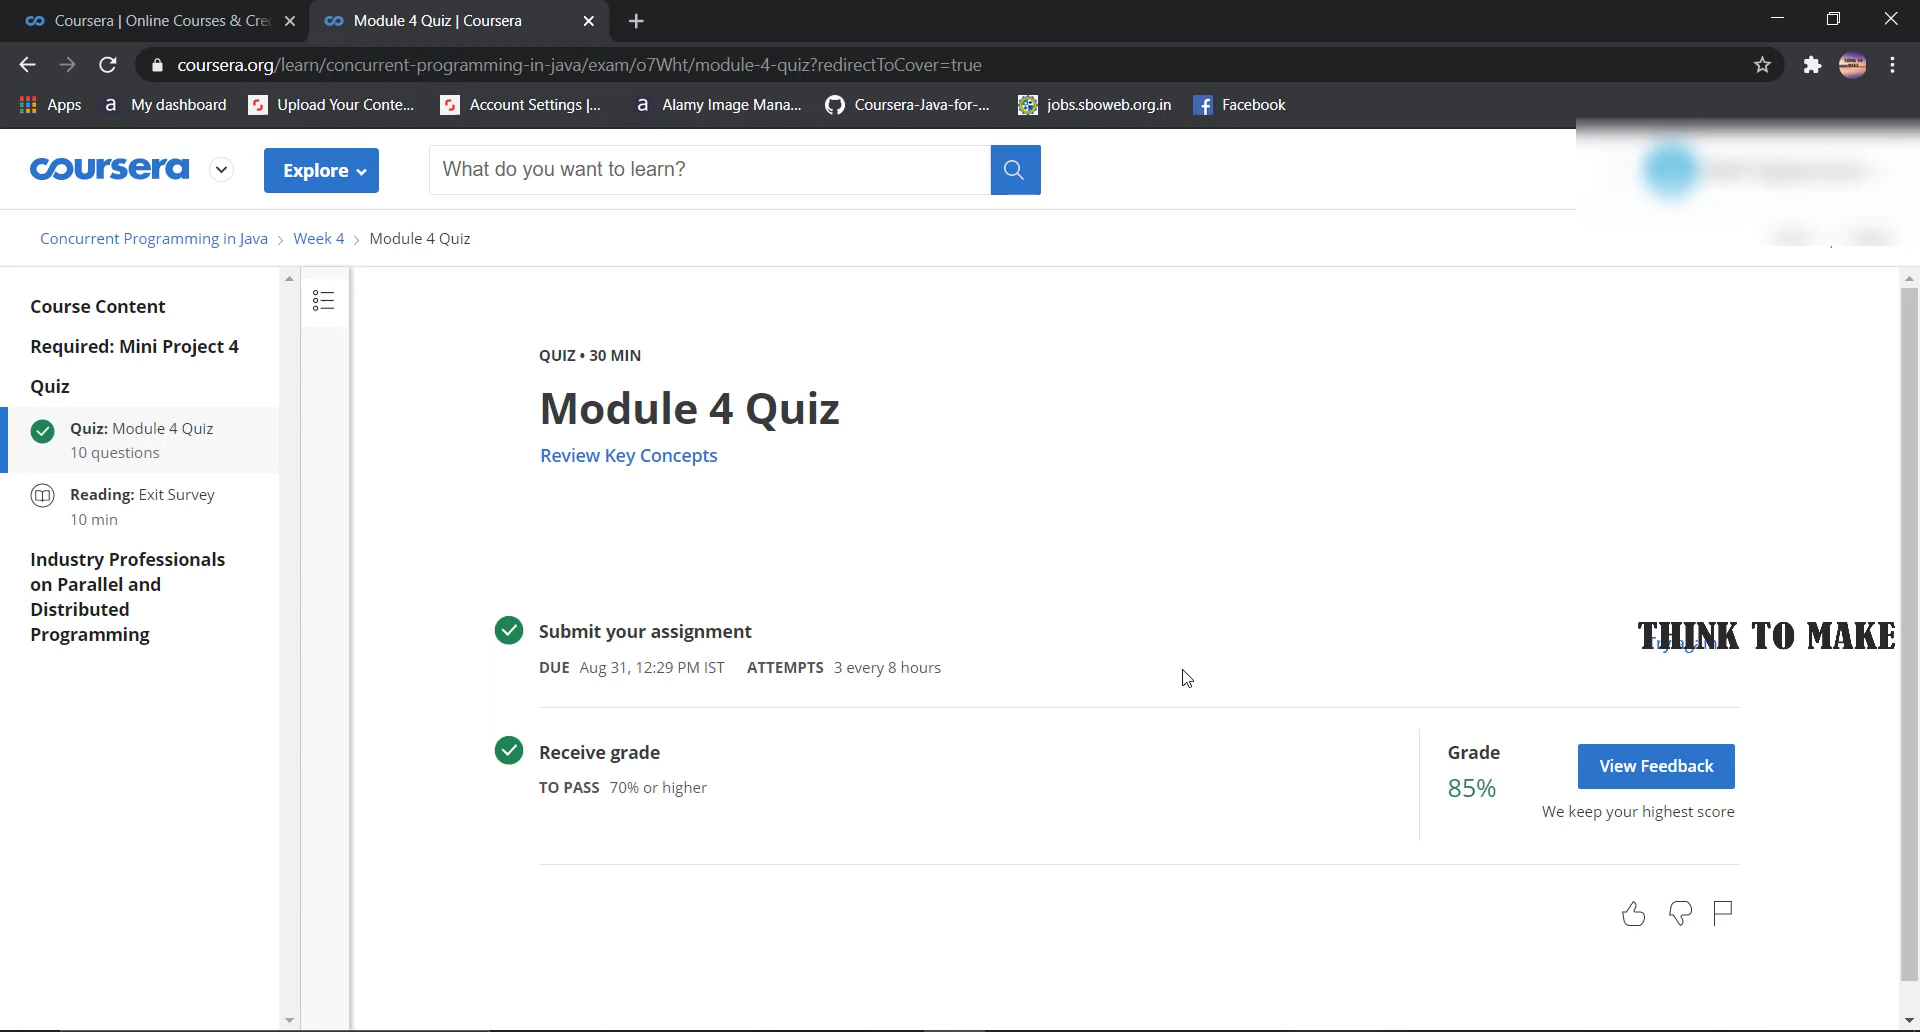 Coursera | Online Courses & Cre
Module 4 Quiz | Coursera
coursera.org/learn/concurrent-programming-in-java/exam/o7Wht/module-4-quiz?redirectToCover=true
Apps
a My dashboard
Upload Your Conte...
Account Settings |...
a Alamy Image Mana...
Coursera-Java-for-...
jobs.sboweb.org.in
Facebook
coursera
Explore
What do you want to learn?
Concurrent Programming in Java > Week 4 > Module 4 Quiz
Course Content
Required: Mini Project 4
Quiz
Quiz: Module 4 Quiz
10 questions
Reading: Exit Survey
10 min
Industry Professionals
on Parallel and
Distributed
Programming
QUIZ • 30 MIN
Module 4 Quiz
Review Key Concepts
Submit your assignment
DUE Aug 31, 12:29 PM IST ATTEMPTS 3 every 8 hours
Try again
THINK TO MAKE
Receive grade
TO PASS 70% or higher
Grade
85%
View Feedback
We keep your highest score